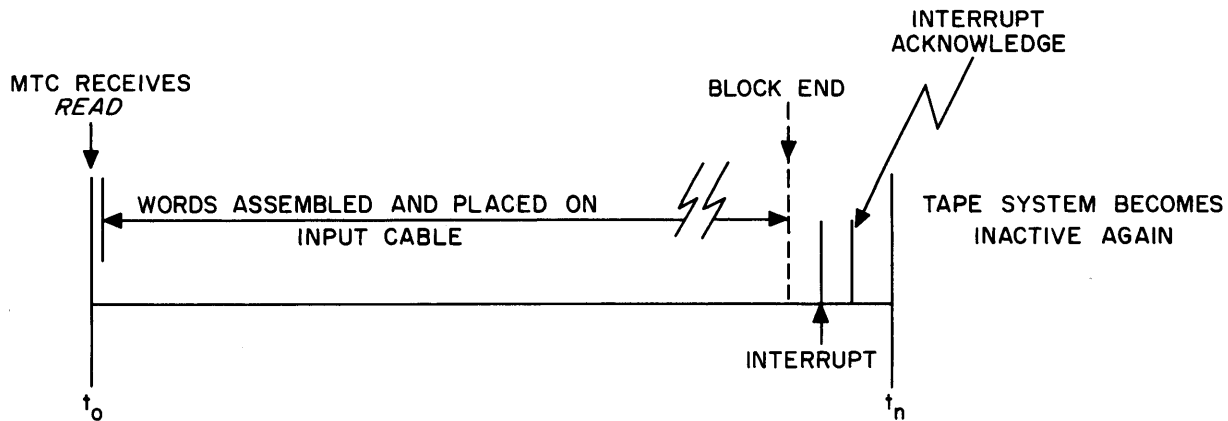 INTERRUPT
ACKNOWLEDGE
MTC RECEIVES
READ
BLOCK END
WORDS ASSEMBLED AND PLACED ON
INPUT CABLE
TAPE SYSTEM BECOMES
INACTIVE AGAIN
INTERRUPT
t₀
tₙ